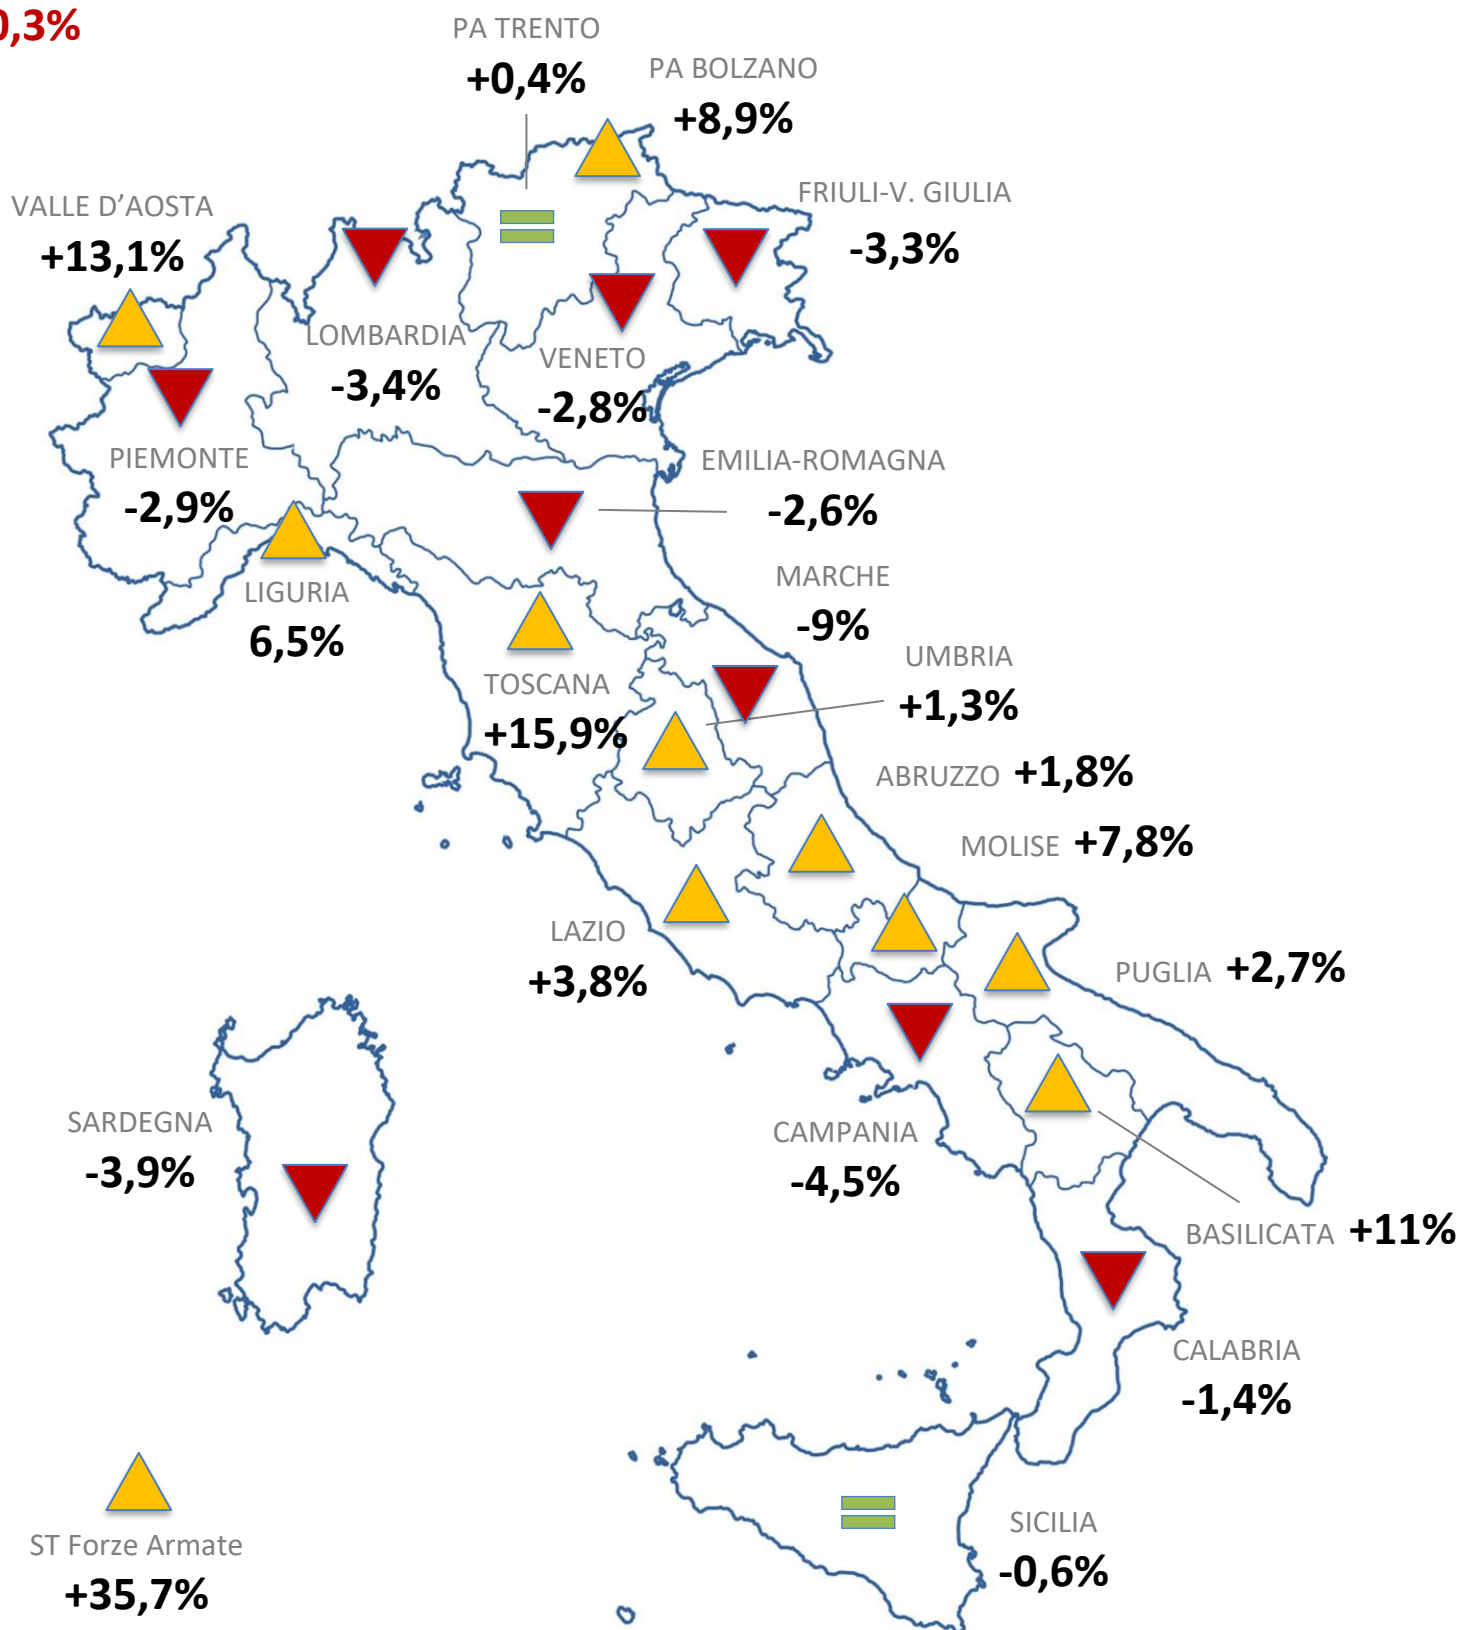 0,3%
PA TRENTO
+0,4%
PA BOLZANO
+8,9%
VALLE D'AOSTA
+13,1%
FRIULI-V. GIULIA
-3,3%
LOMBARDIA
-3,4%
VENETO
-2,8%
PIEMONTE
-2,9%
EMILIA-ROMAGNA
-2,6%
LIGURIA
6,5%
MARCHE
-9%
TOSCANA
+15,9%
UMBRIA
+1,3%
ABRUZZO +1,8%
MOLISE +7,8%
LAZIO
+3,8%
PUGLIA +2,7%
SARDEGNA
-3,9%
CAMPANIA
-4,5%
BASILICATA +11%
CALABRIA
-1,4%
SICILIA
-0,6%
ST Forze Armate
+35,7%